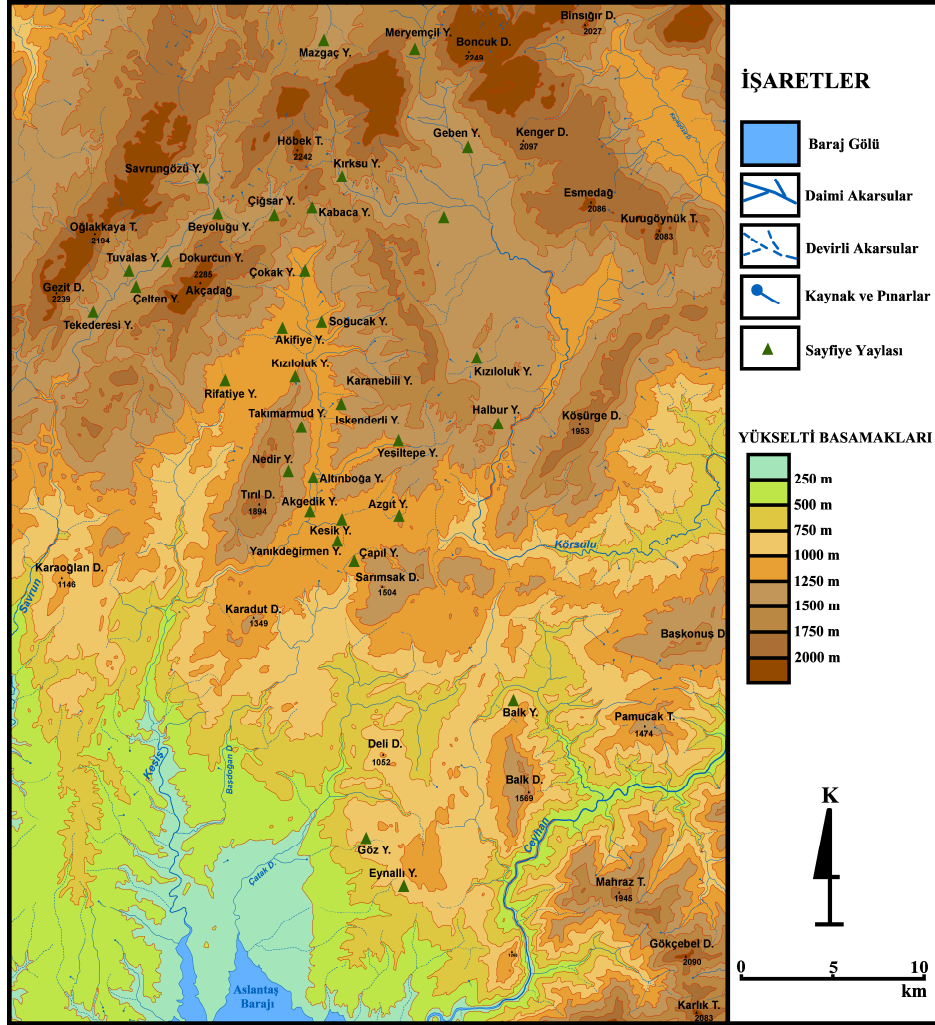 Binsığır D.
2027
Meryemçil Y.
Boncuk D.
2249
Mazgaç Y.
Geben Y.
Kenger D.
2097
Höbek T.
2242
Kırksu Y.
Savrungözü Y.
Çiğsar Y.
Kabaca Y.
Esmedağ
2086
Kurugöynük T.
2083
Beyoluğu Y.
Oğlakkaya T.
Tuvalas Y.
Dokurcun Y.
2285
Akçadağ
Çokak Y.
Gezit D.
2239
Çelten Y.
Tekederesi Y.
Soğucak Y.
Akifiye Y.
Kızıloluk Y.
Kızıloluk Y.
Karanebili Y.
Rifatiye Y.
Takımarmud Y.
İskenderli Y.
Halbur Y.
Köşürge D.
1953
Yeşiltepe Y.
Nedir Y.
Altınboğa Y.
Tırıl D.
1894
Akgedik Y.
Azgıt Y.
Kesik Y.
Yanıkdeğirmen Y.
Çapıl Y.
Körsulu
Sarımsak D.
1504
Karaoğlan D.
1146
Savrun
Karadut D.
1349
Başkonuş D
Balk Y.
Pamucak T.
1474
Deli D.
1052
Keşiş
Başdoğan D.
Balk D.
1569
Ceyhan
Göz Y.
Çatak D.
Eynallı Y.
Mahraz T.
1945
Gökçebel D.
2090
Aslantaş
Barajı
Karlık T.
2083
İŞARETLER
Baraj Gölü
Daimi Akarsular
Devirli Akarsular
Kaynak ve Pınarlar
Sayfiye Yaylası
YÜKSELTİ BASAMAKLARI
250 m
500 m
750 m
1000 m
1250 m
1500 m
1750 m
2000 m
K
0 5 10
km